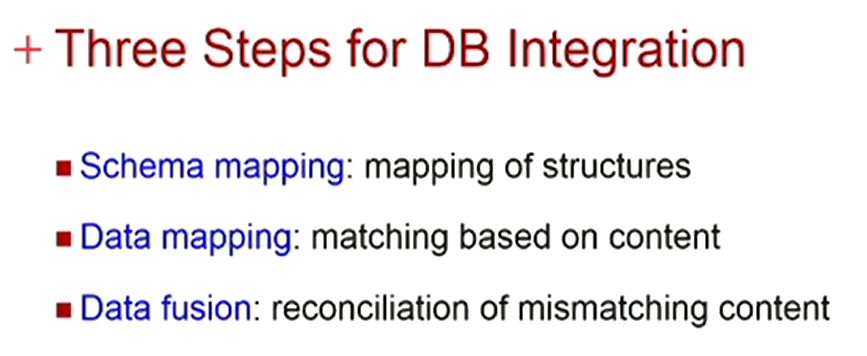 + Three Steps for DB Integration
■ Schema mapping: mapping of structures
■ Data mapping: matching based on content
■ Data fusion: reconciliation of mismatching content